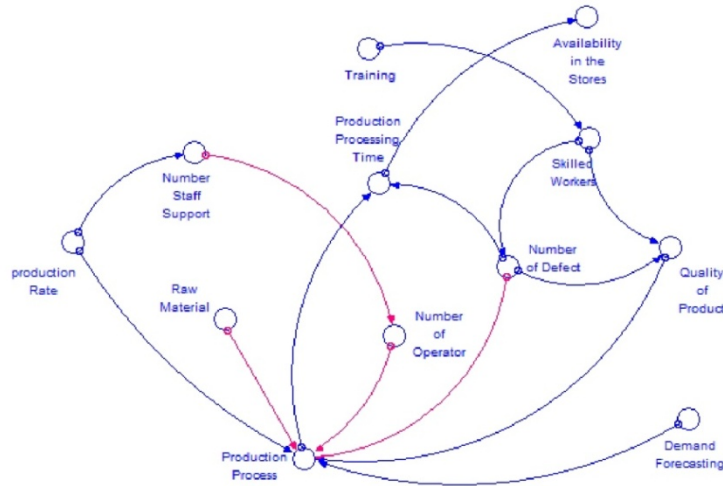 Availability
in the
Stores
Training
Production
Processing
Time
Skilled
Workers
Number
Staff
Support
production
Rate
Raw
Material
Number
of Defect
Quality
of
Product
Number
of
Operator
Production
Process
Demand
Forecasting